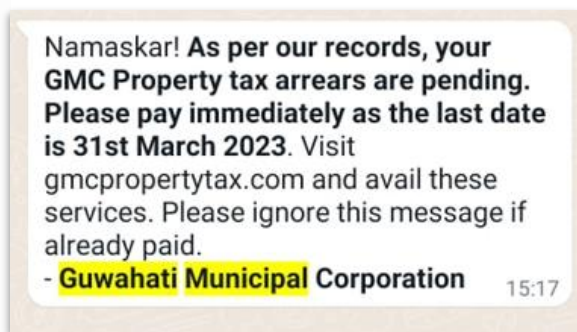 Namaskar! As per our records, your
GMC Property tax arrears are pending.
Please pay immediately as the last date
is 31st March 2023. Visit
gmcpropertytax.com and avail these
services. Please ignore this message if
already paid.
- Guwahati Municipal Corporation
15:17